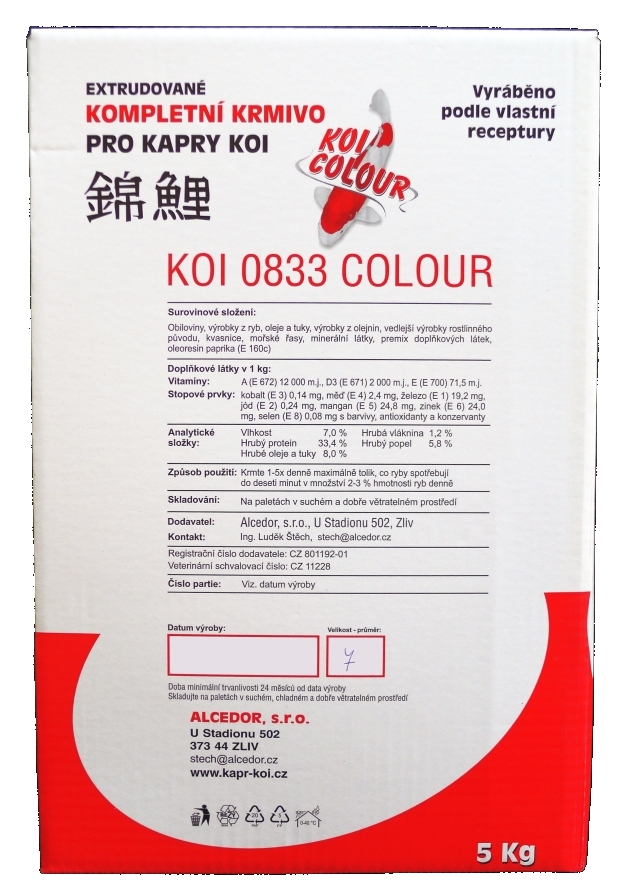 EXTRUDOVANÉ
KOMPLETNÍ KRMIVO
PRO KAPRY KOI
錦鯉
KOI
COLOUR
Vyráběno
podle vlastní
receptury
KOI 0833 COLOUR
Surovinové složení:
Obiloviny, výrobky z ryb, oleje a tuky, výrobky z olejnin, vedlejší výrobky rostlinného
původu, kvasnice, mořské řasy, minerální látky, premix doplňkových látek,
oleoresin paprika (E 160c)
Doplňkové látky v 1 kg:
Vitamíny: A (E 672) 12 000 m.j., D3 (E 671) 2 000 m.j., E (E 700) 71,5 m.j.
Stopové prvky: kobalt (E 3) 0,14 mg, měď (E 4) 2,4 mg, železo (E 1) 19,2 mg,
jód (E 2) 0,24 mg, mangan (E 5) 24,8 mg, zinek (E 6) 24,0
mg, selen (E 8) 0,08 mg s barvivy, antioxidanty a konzervanty
Analytické Vlhkost 7,0 % Hrubá vláknina 1,2 %
složky: Hrubý protein 33,4 % Hrubý popel 5,8 %
Hrubé oleje a tuky 8,0 %
Způsob použití: Krmte 1-5x denně maximálně tolik, co ryby spotřebují
do deseti minut v množství 2-3 % hmotnosti ryb denně
Skladování: Na paletách v suchém a dobře větratelném prostředí
Dodavatel: Alcedor, s.r.o., U Stadionu 502, Zliv
Kontakt: Ing. Luděk Štěch, stech@alcedor.cz
Registrační číslo dodavatele: CZ 801192-01
Veterinární schvalovací číslo: CZ 11228
Číslo partie: Viz. datum výroby
Datum výroby: Velikost - průměr:
7
Doba minimální trvanlivosti 24 měsíců od data výroby
Skladujte na paletách v suchém, chladném a dobře větratelném prostředí
ALCEDOR, s.r.o.
U Stadionu 502
373 44 ZLIV
stech@alcedor.cz
www.kapr-koi.cz
20
5
0-40 °C
5 Kg